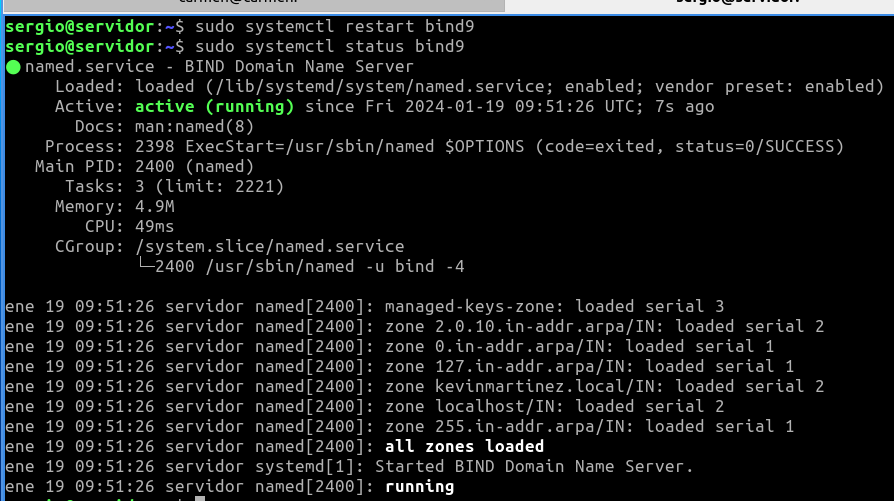 sergio@servidor:~$ sudo systemctl restart bind9
sergio@servidor:~$ sudo systemctl status bind9
● named.service - BIND Domain Name Server
Loaded: loaded (/lib/systemd/system/named.service; enabled; vendor preset: enabled)
Active: active (running) since Fri 2024-01-19 09:51:26 UTC; 7s ago
Docs: man:named(8)
Process: 2398 ExecStart=/usr/sbin/named $OPTIONS (code=exited, status=0/SUCCESS)
Main PID: 2400 (named)
Tasks: 3 (limit: 2221)
Memory: 4.9M
CPU: 49ms
CGroup: /system.slice/named.service
└─2400 /usr/sbin/named -u bind -4
ene 19 09:51:26 servidor named[2400]: managed-keys-zone: loaded serial 3
ene 19 09:51:26 servidor named[2400]: zone 2.0.10.in-addr.arpa/IN: loaded serial 2
ene 19 09:51:26 servidor named[2400]: zone 0.in-addr.arpa/IN: loaded serial 1
ene 19 09:51:26 servidor named[2400]: zone 127.in-addr.arpa/IN: loaded serial 1
ene 19 09:51:26 servidor named[2400]: zone kevinmartinez.local/IN: loaded serial 2
ene 19 09:51:26 servidor named[2400]: zone localhost/IN: loaded serial 2
ene 19 09:51:26 servidor named[2400]: zone 255.in-addr.arpa/IN: loaded serial 1
ene 19 09:51:26 servidor named[2400]: all zones loaded
ene 19 09:51:26 servidor systemd[1]: Started BIND Domain Name Server.
ene 19 09:51:26 servidor named[2400]: running